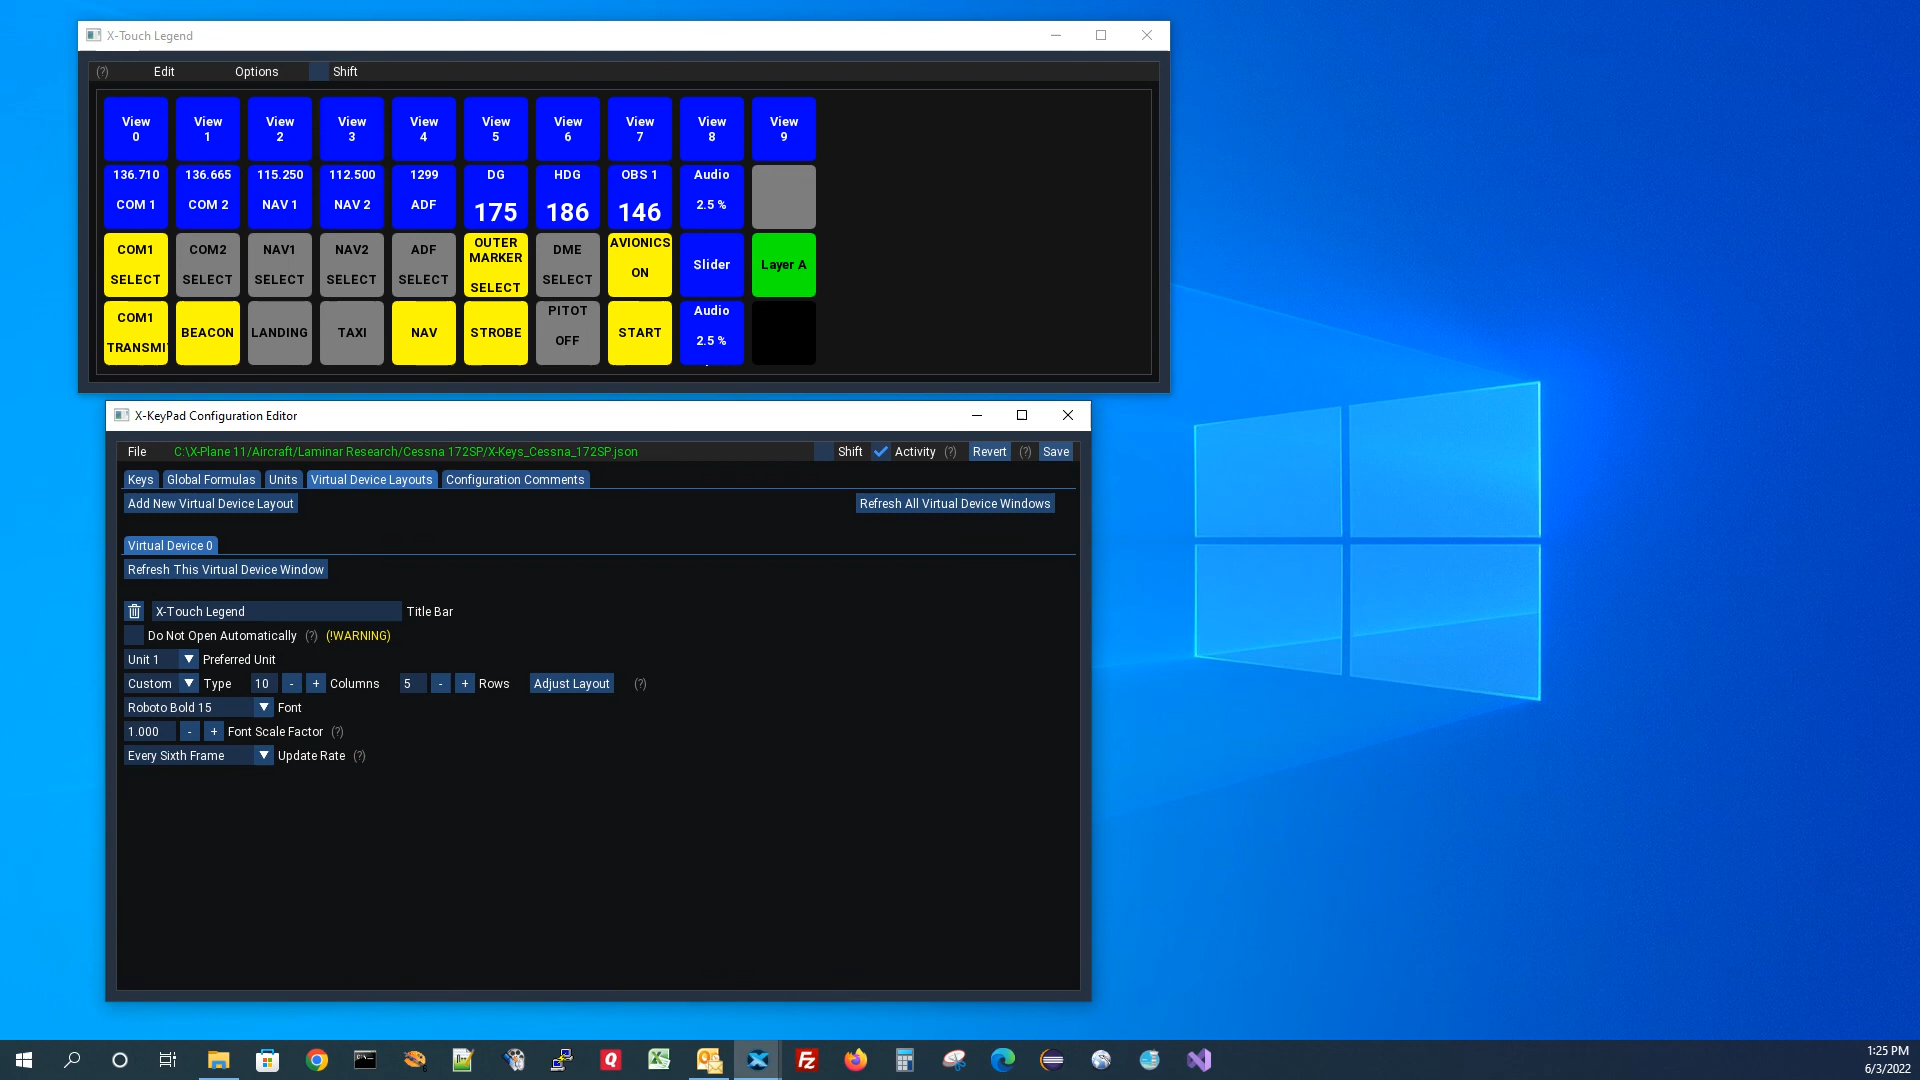 X-Touch Legend
(?) Edit Options Shift
View 0 View 1 View 2 View 3 View 4 View 5 View 6 View 7 View 8 View 9
136.710 136.665 115.250 112.500 1299 DG HDG OBS 1 Audio
COM 1 COM 2 NAV 1 NAV 2 ADF 175 186 146 2.5 %
COM1 SELECT COM2 SELECT NAV1 SELECT NAV2 SELECT ADF SELECT OUTER MARKER SELECT DME SELECT AVIONICS ON Slider Layer A
COM1 TRANSMI BEACON LANDING TAXI NAV STROBE PITOT OFF START Audio 2.5 %
X-KeyPad Configuration Editor
File C:\X-Plane 11/Aircraft/Laminar Research/Cessna 172SP/X-Keys_Cessna_172SP.json Shift Activity (?) Revert (?) Save
Keys Global Formulas Units Virtual Device Layouts Configuration Comments
Add New Virtual Device Layout Refresh All Virtual Device Windows
Virtual Device 0
Refresh This Virtual Device Window
X-Touch Legend Title Bar
Do Not Open Automatically (?) (!WARNING)
Unit 1 Preferred Unit
Custom Type 10 - + Columns 5 - + Rows Adjust Layout (?)
Roboto Bold 15 Font
1.000 - + Font Scale Factor (?)
Every Sixth Frame Update Rate (?)
1:25 PM
6/3/2022